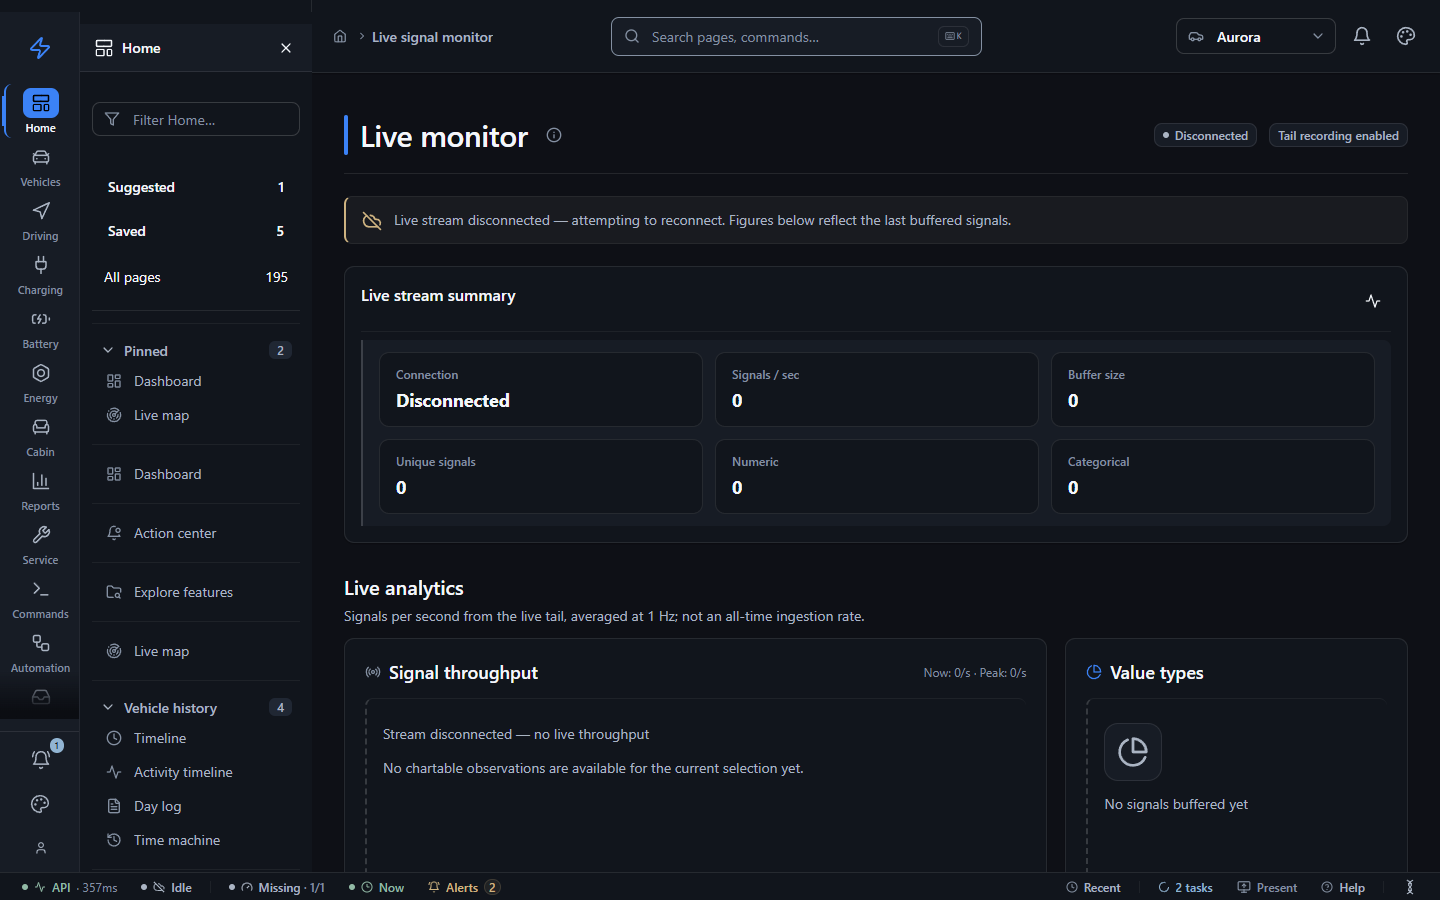 Home
Live signal monitor
Search pages, commands...
K
Aurora
Home
Vehicles
Driving
Charging
Battery
Energy
Cabin
Reports
Service
Commands
Automation
1
Filter Home...
Suggested 1
Saved 5
All pages 195
Pinned 2
Dashboard
Live map
Dashboard
Action center
Explore features
Live map
Vehicle history 4
Timeline
Activity timeline
Day log
Time machine
Live monitor
Disconnected
Tail recording enabled
Live stream disconnected — attempting to reconnect. Figures below reflect the last buffered signals.
Live stream summary
Connection
Disconnected
Signals / sec
0
Buffer size
0
Unique signals
0
Numeric
0
Categorical
0
Live analytics
Signals per second from the live tail, averaged at 1 Hz; not an all-time ingestion rate.
Signal throughput
Now: 0/s · Peak: 0/s
Stream disconnected — no live throughput
No chartable observations are available for the current selection yet.
Value types
No signals buffered yet
API · 357ms
Idle
Missing · 1/1
Now
Alerts 2
Recent
2 tasks
Present
Help